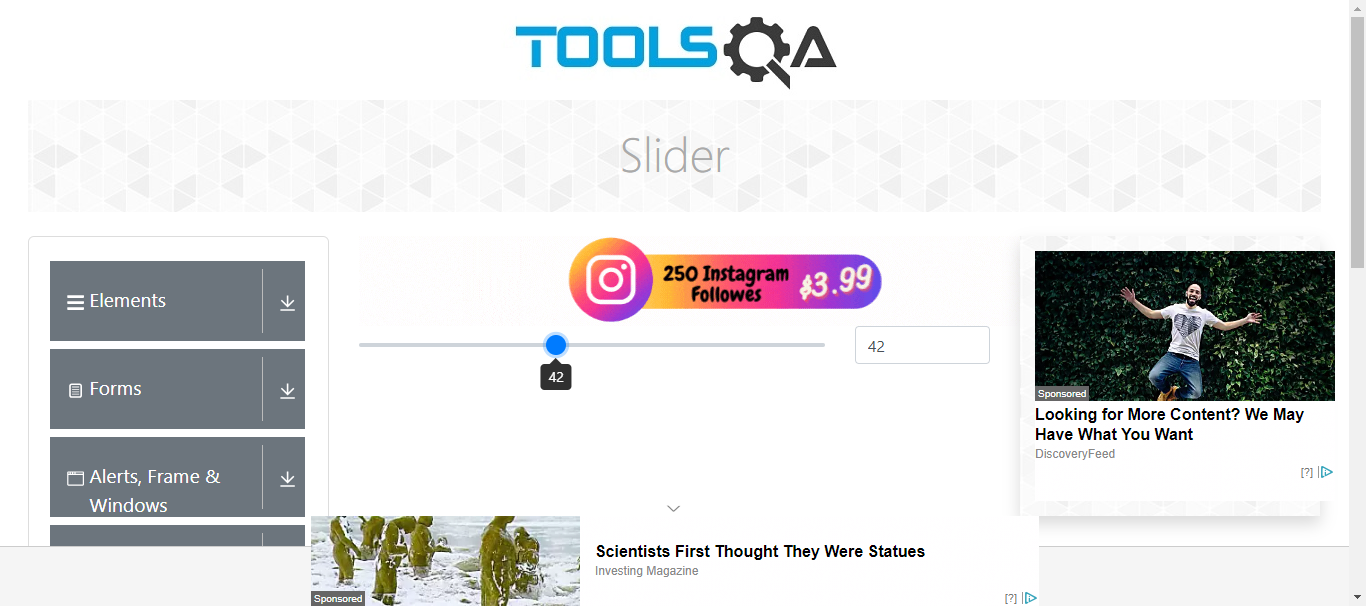 TOOLSQA
Slider
Elements
Forms
Alerts, Frame &
Windows
250 Instagram
Followes
$3.99
42
42
Sponsored
Looking for More Content? We May
Have What You Want
DiscoveryFeed
[?]
Scientists First Thought They Were Statues
Investing Magazine
Sponsored
[?]